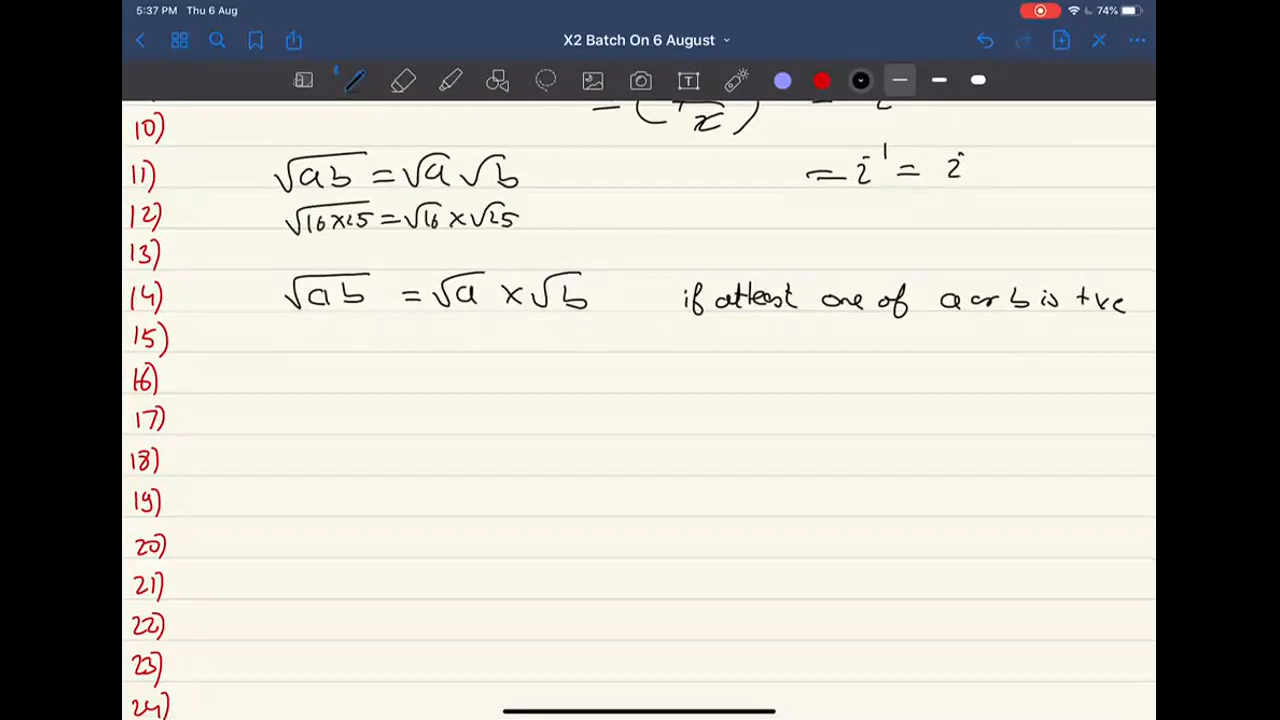 5:37 PM Thu 6 Aug 74%
X2 Batch On 6 August
10) x
11) √ab = √a √b = i¹ = i
12) √16×25 = √16 × √25
13)
14) √ab = √a × √b if atleast one of a or b is +ve
15)
16)
17)
18)
19)
20)
21)
22)
23)
24)